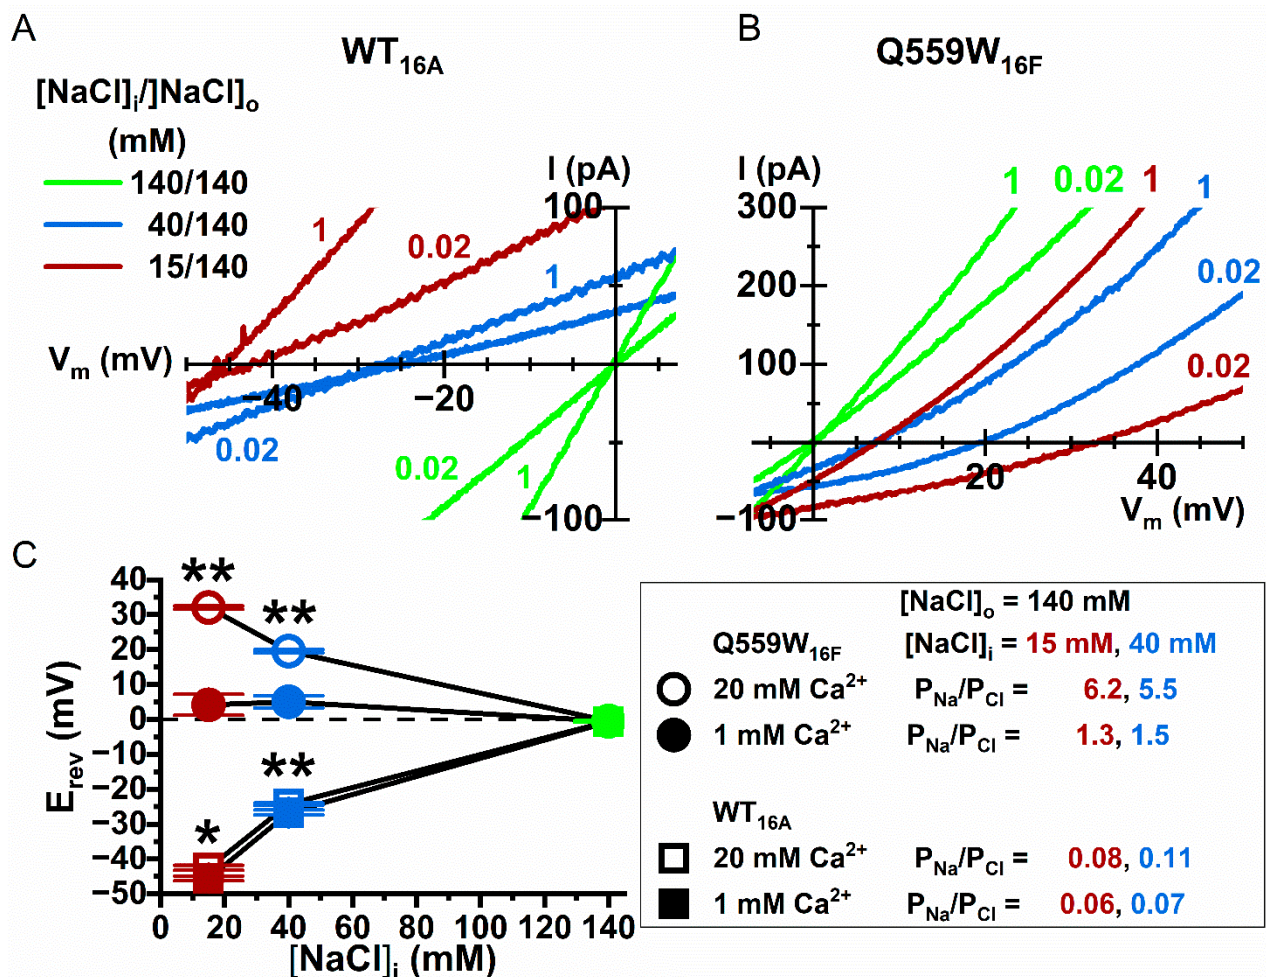 A
WT16A
[NaCl]i/]NaCl]o
(mM)
140/140
40/140
15/140
I (pA)
100
1
0.02
1
Vm (mV)
−40
−20
0.02
0.02
1
−100
B
Q559W16F
I (pA)
1
0.02
1
1
300
0.02
200
100
0.02
20
40
−100
Vm (mV)
C
40
30
20
10
0
−10
−20
−30
−40
−50
Erev (mV)
**
**
**
*
0
20
40
60
80
100
120
140
[NaCl]i (mM)
[NaCl]o = 140 mM
Q559W16F [NaCl]i = 15 mM, 40 mM
20 mM Ca2+ PNa/PCl = 6.2, 5.5
1 mM Ca2+ PNa/PCl = 1.3, 1.5
WT16A
20 mM Ca2+ PNa/PCl = 0.08, 0.11
1 mM Ca2+ PNa/PCl = 0.06, 0.07